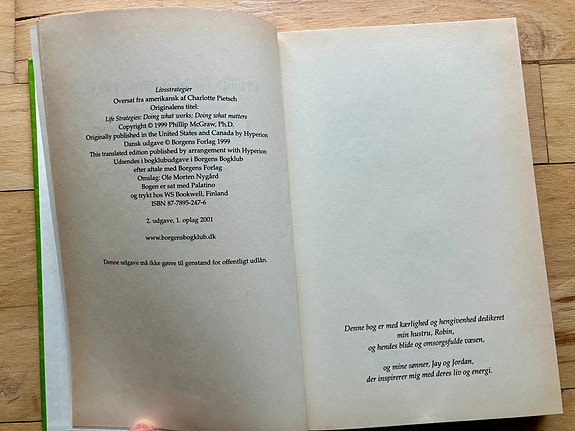 Livsstrategier
Oversat fra amerikansk af Charlotte Pietsch
Originalens titel:
Life Strategies: Doing what works; Doing what matters
Copyright © 1999 Phillip McGraw, Ph.D.
Originally published in the United States and Canada by Hyperion
Dansk udgave © Borgens Forlag 1999
This translated edition published by arrangement with Hyperion
Udsendes i bogklubudgave i Borgens Bogklub
efter aftale med Borgens Forlag
Omslag: Ole Morten Nygård
Bogen er sat med Palatino
og trykt hos WS Bookwell, Finland
ISBN 87-7895-247-6
2. udgave, 1. oplag 2001
www.borgensbogklub.dk
Denne udgave må ikke gøres til genstand for offentligt udlån.
Denne bog er med kærlighed og hengivenhed dedikeret
min hustru, Robin,
og hendes blide og omsorgsfulde væsen,
og mine sønner, Jay og Jordan,
der inspirerer mig med deres liv og energi.